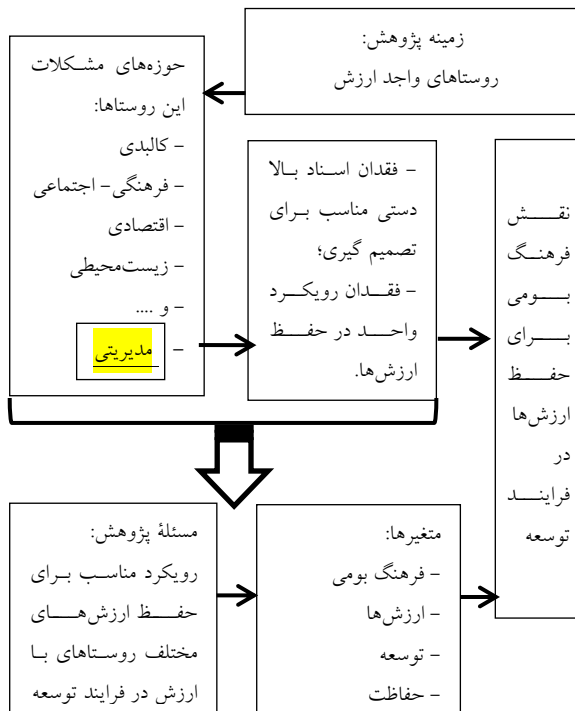 زمینه پژوهش:
روستاهای واجد ارزش
حوزه‌های مشکلات
این روستاها:
- کالبدی
- فرهنگی- اجتماعی
- اقتصادی
- زیست‌محیطی
- و ....
- مدیریتی
- فقدان اسناد بالا
دستی مناسب برای
تصمیم گیری؛
- فقدان رویکرد
واحد در حفظ
ارزش‌ها.
نقش
فرهنگ
بومی
برای
حفظ
ارزش‌ها
در
فرایند
توسعه
مسئلهٔ پژوهش:
رویکرد مناسب برای
حفظ ارزش‌های
مختلف روستاهای با
ارزش در فرایند توسعه
متغیرها:
- فرهنگ بومی
- ارزش‌ها
- توسعه
- حفاظت